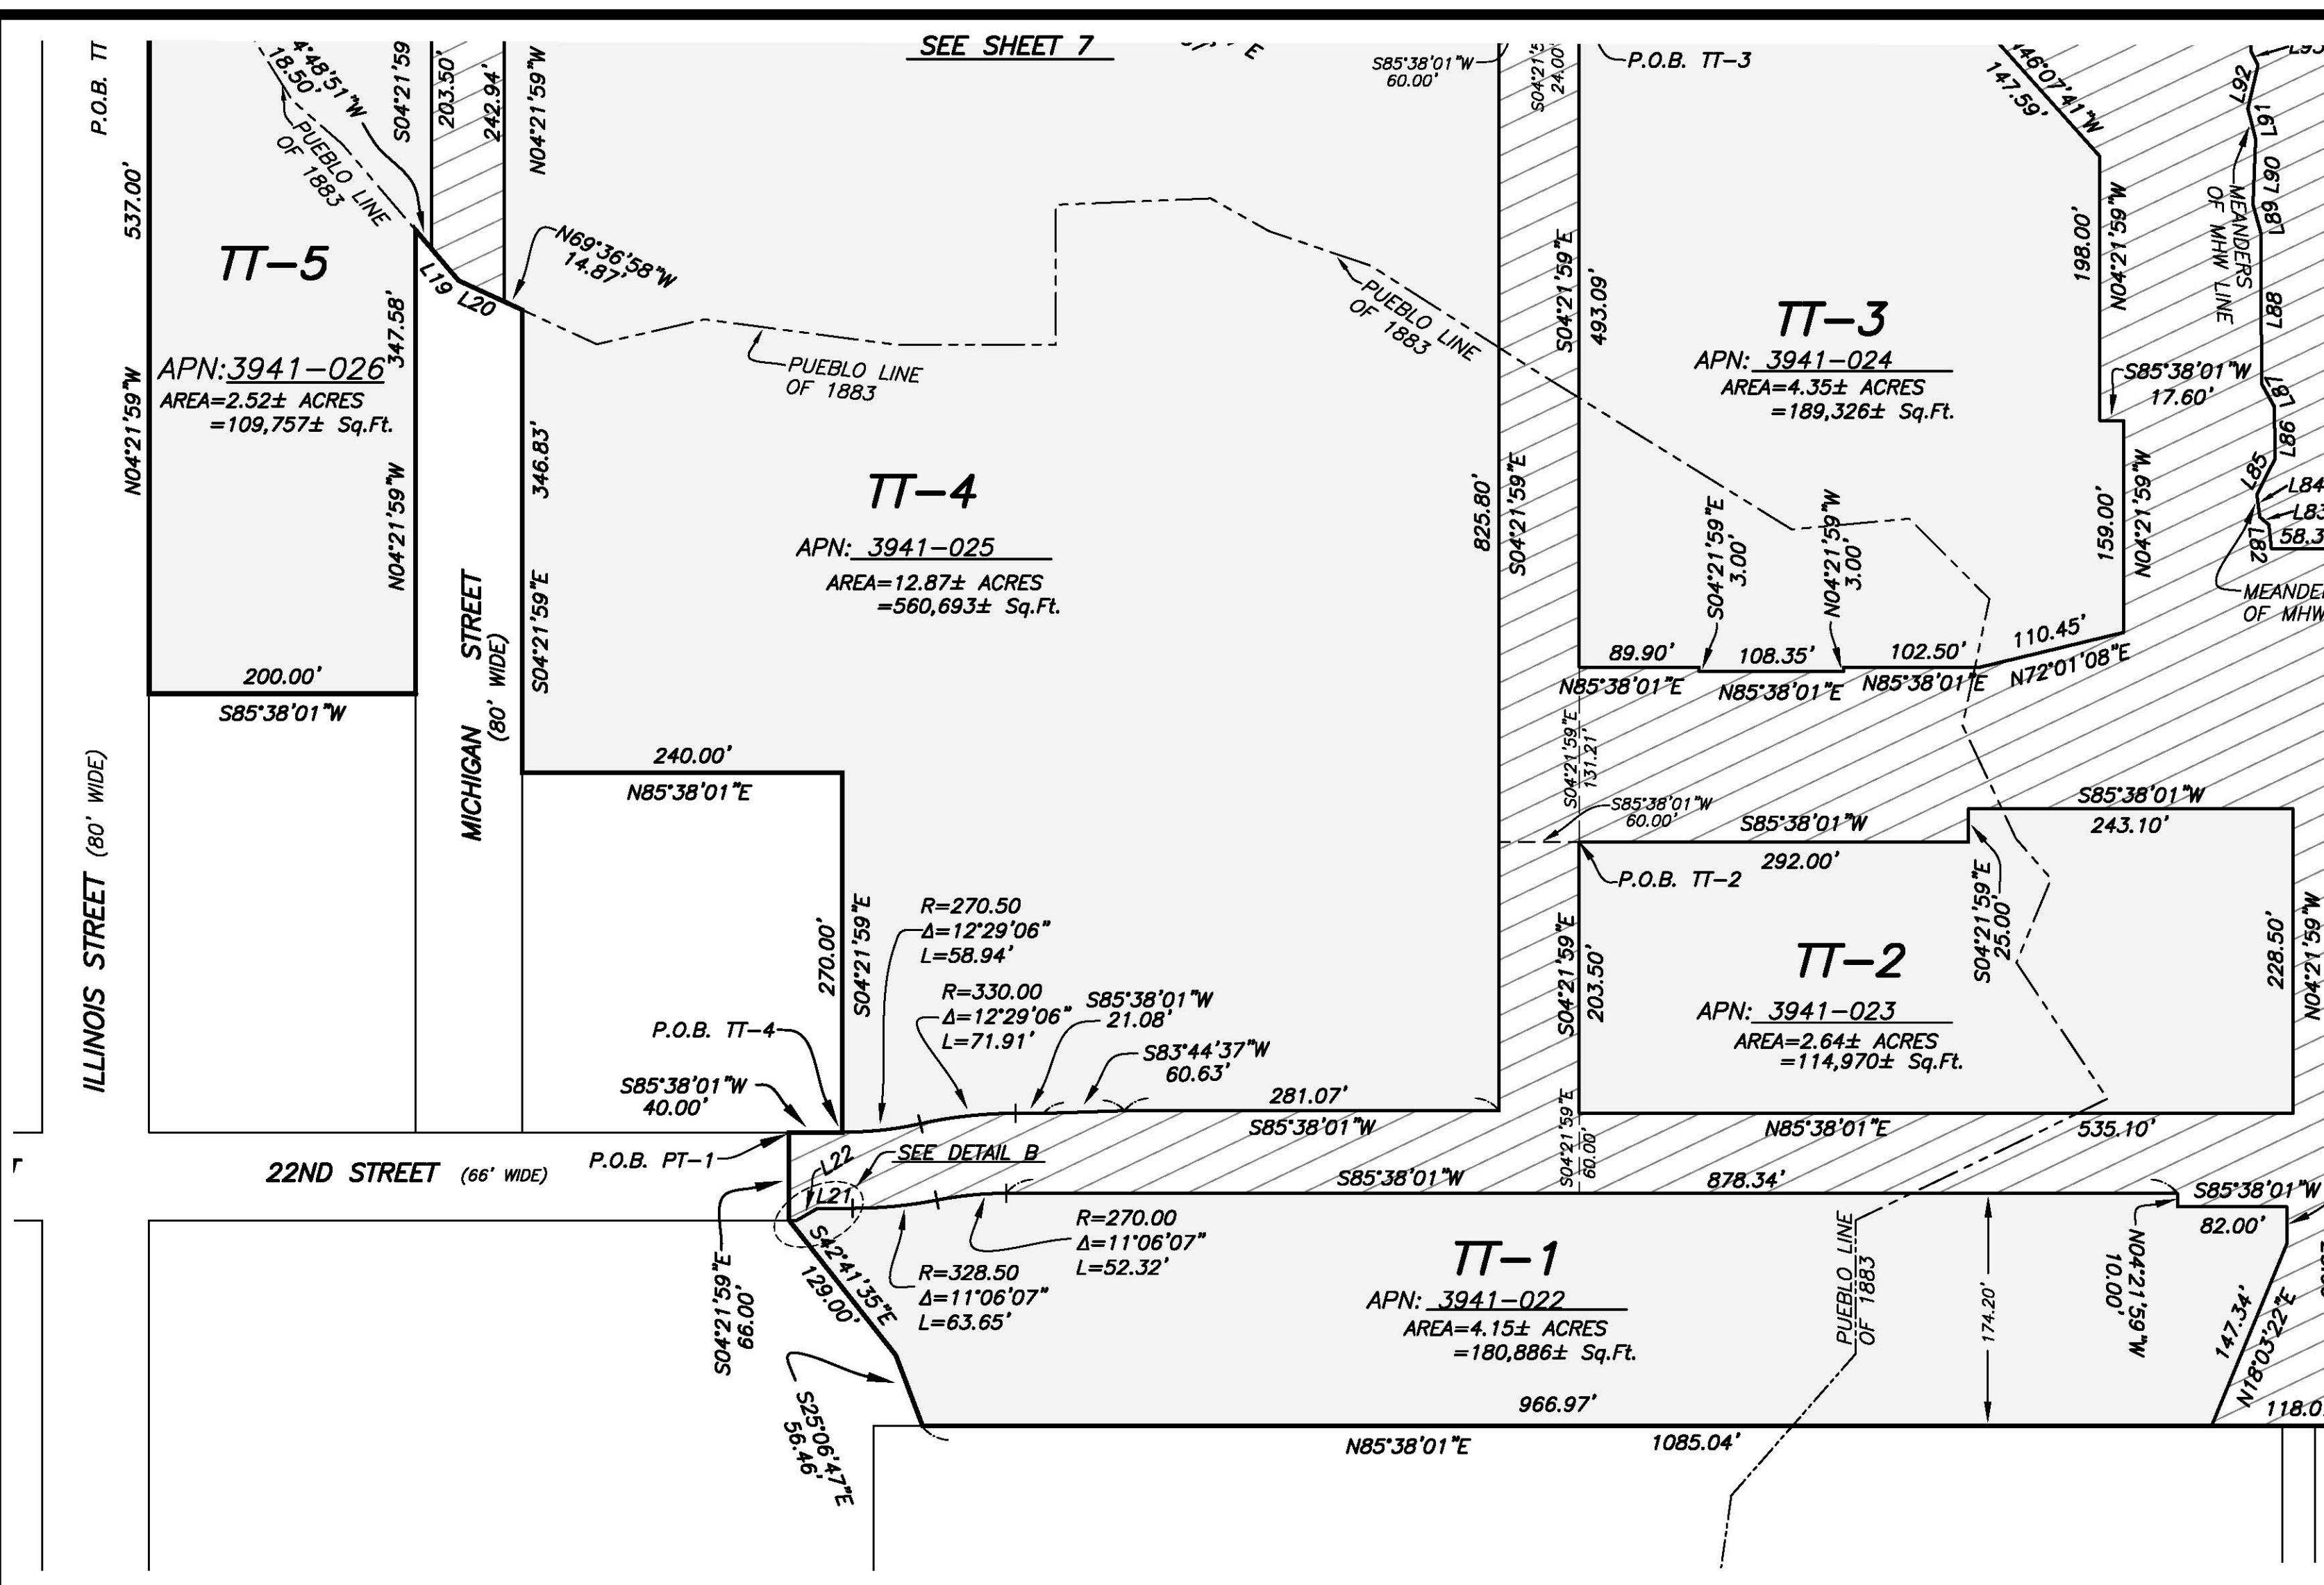 SEE SHEET 7
P.O.B. TT
537.00'
N04°21'59"W
4°48'51"W
18.50'
PUEBLO LINE
OF 1883
S04°21'59
203.50'
242.94'
N04°21'59"W
TT-5
APN: 3941-026
AREA=2.52± ACRES
=109,757± Sq.Ft.
347.58'
N04°21'59"W
200.00'
S85°38'01"W
L19
L20
N69°36'58"W
14.87'
346.83'
S04°21'59"E
MICHIGAN STREET
(80' WIDE)
ILLINOIS STREET (80' WIDE)
PUEBLO LINE
OF 1883
PUEBLO LINE
OF 1883
TT-4
APN: 3941-025
AREA=12.87± ACRES
=560,693± Sq.Ft.
240.00'
N85°38'01"E
270.00'
S04°21'59"E
825.80'
S04°21'59"E
S85°38'01"W
60.00'
S04°21'5
24.00'
P.O.B. TT-3
S04°21'59"E
493.09'
TT-3
APN: 3941-024
AREA=4.35± ACRES
=189,326± Sq.Ft.
46°07'41"W
147.59'
198.00'
N04°21'59"W
S85°38'01"W
17.60'
159.00'
N04°21'59"W
MEANDERS
OF MHW LINE
L92
L91
L90
L89
L88
L87
L86
L85
L84
L83
L82
58.3
MEANDE
OF MHW
S04°21'59"E
3.00'
N04°21'59"W
3.00'
89.90'
N85°38'01"E
108.35'
N85°38'01"E
102.50'
N85°38'01"E
110.45'
N72°01'08"E
S04°21'59"E
131.21'
S85°38'01"W
60.00'
S85°38'01"W
292.00'
P.O.B. TT-2
S85°38'01"W
243.10'
S04°21'59"E
25.00'
S04°21'59"E
203.50'
TT-2
APN: 3941-023
AREA=2.64± ACRES
=114,970± Sq.Ft.
228.50'
N04°21'59"W
N85°38'01"E
535.10'
S04°21'59"E
60.00'
R=270.50
Δ=12°29'06"
L=58.94'
R=330.00
Δ=12°29'06"
L=71.91'
S85°38'01"W
21.08'
S83°44'37"W
60.63'
281.07'
S85°38'01"W
P.O.B. TT-4
S85°38'01"W
40.00'
22ND STREET (66' WIDE)
P.O.B. PT-1
L22
L21
SEE DETAIL B
S85°38'01"W
878.34'
S04°21'59"E
66.00'
S42°41'35"E
129.00'
S25°06'47"E
56.46'
R=328.50
Δ=11°06'07"
L=63.65'
R=270.00
Δ=11°06'07"
L=52.32'
TT-1
APN: 3941-022
AREA=4.15± ACRES
=180,886± Sq.Ft.
PUEBLO LINE
OF 1883
174.20'
N04°21'59"W
10.00'
S85°38'01"W
82.00'
147.34'
N18°03'22"E
118.0
966.97'
N85°38'01"E
1085.04'